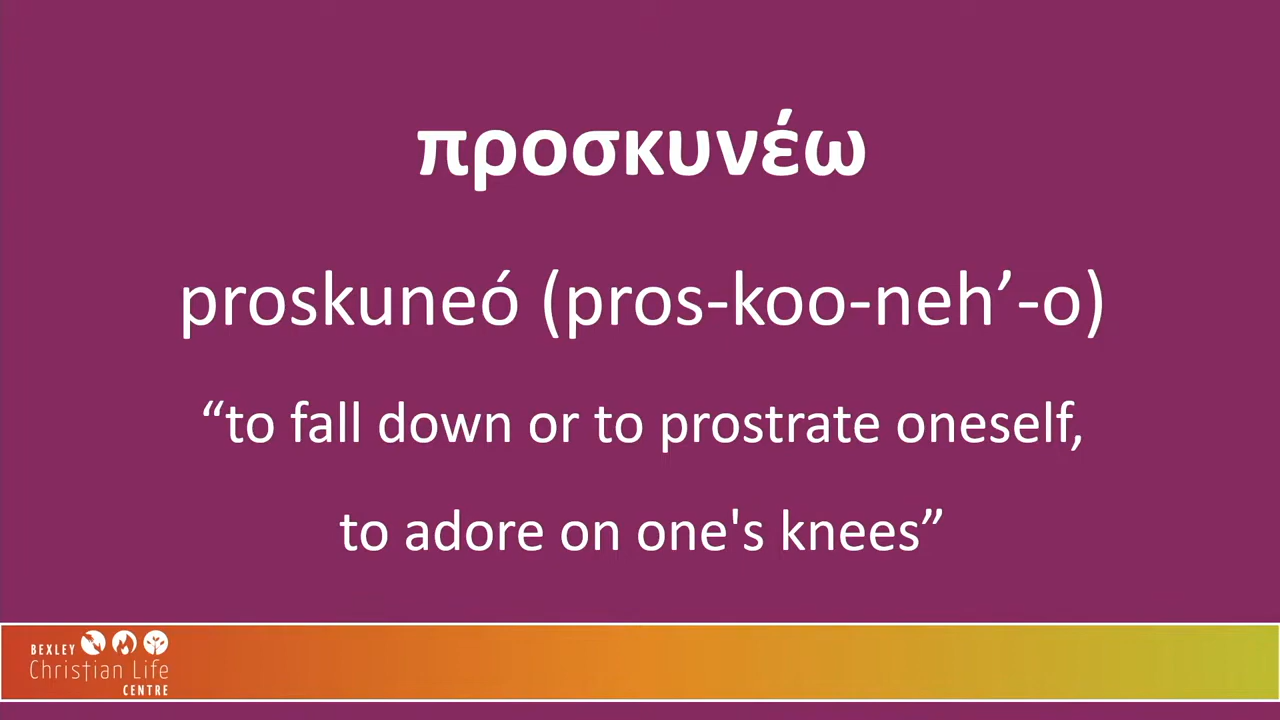 προσκυνέω
proskuneó (pros-koo-neh’-o)
“to fall down or to prostrate oneself,
to adore on one's knees”
BEXLEY
Christian Life
CENTRE